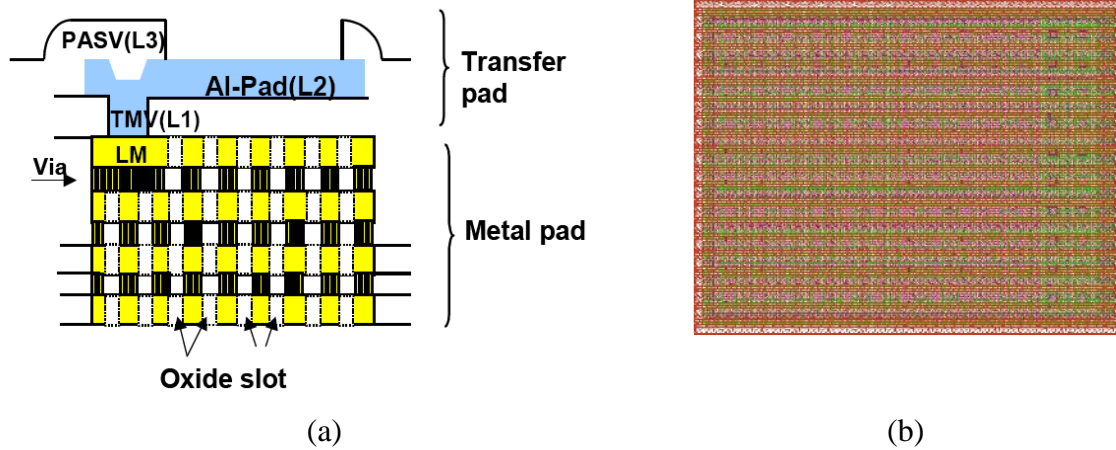 PASV(L3)
Al-Pad(L2)
TMV(L1)
LM
Via
Transfer
pad
Metal pad
Oxide slot
(a)
(b)